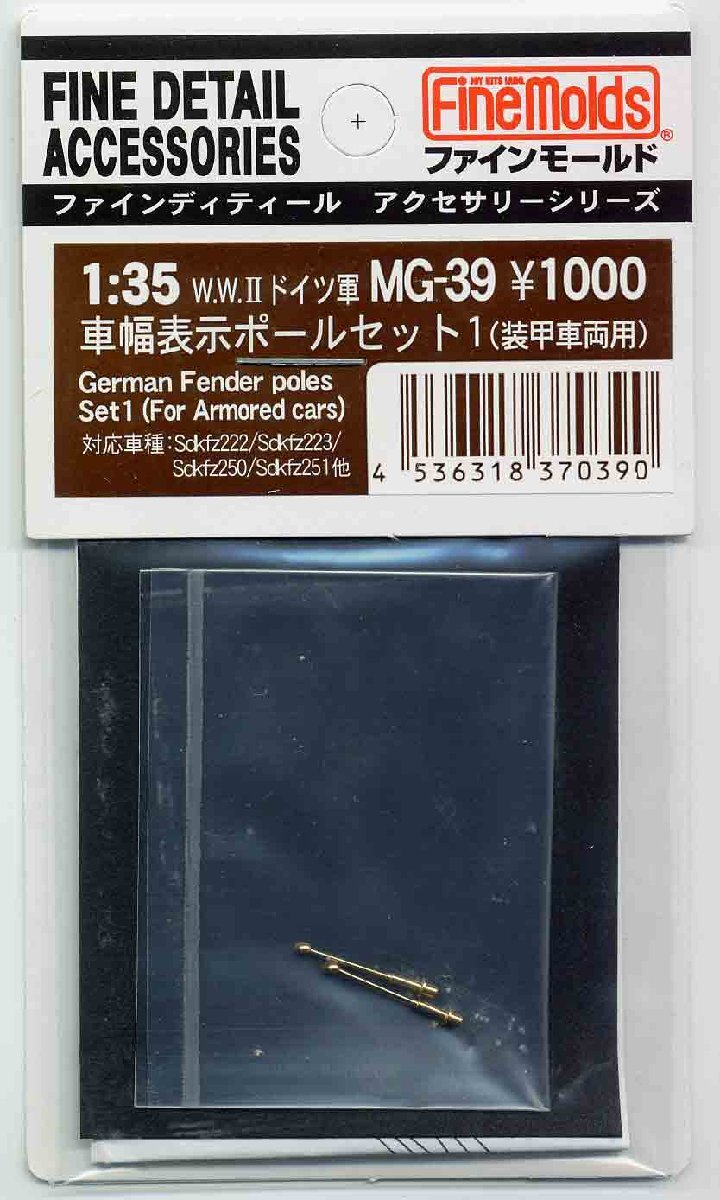 FINE DETAIL
ACCESSORIES
MY KITS LABO.
FineMolds®
ファインモールド
ファインディティール アクセサリーシリーズ
1:35 W.W.II ドイツ軍 MG-39 ¥1000
車幅表示ポールセット1(装甲車両用)
German Fender poles
Set1 (For Armored cars)
対応車種:Sdkfz222/Sdkfz223/
Sdkfz250/Sdkfz251他
4 536318 370390